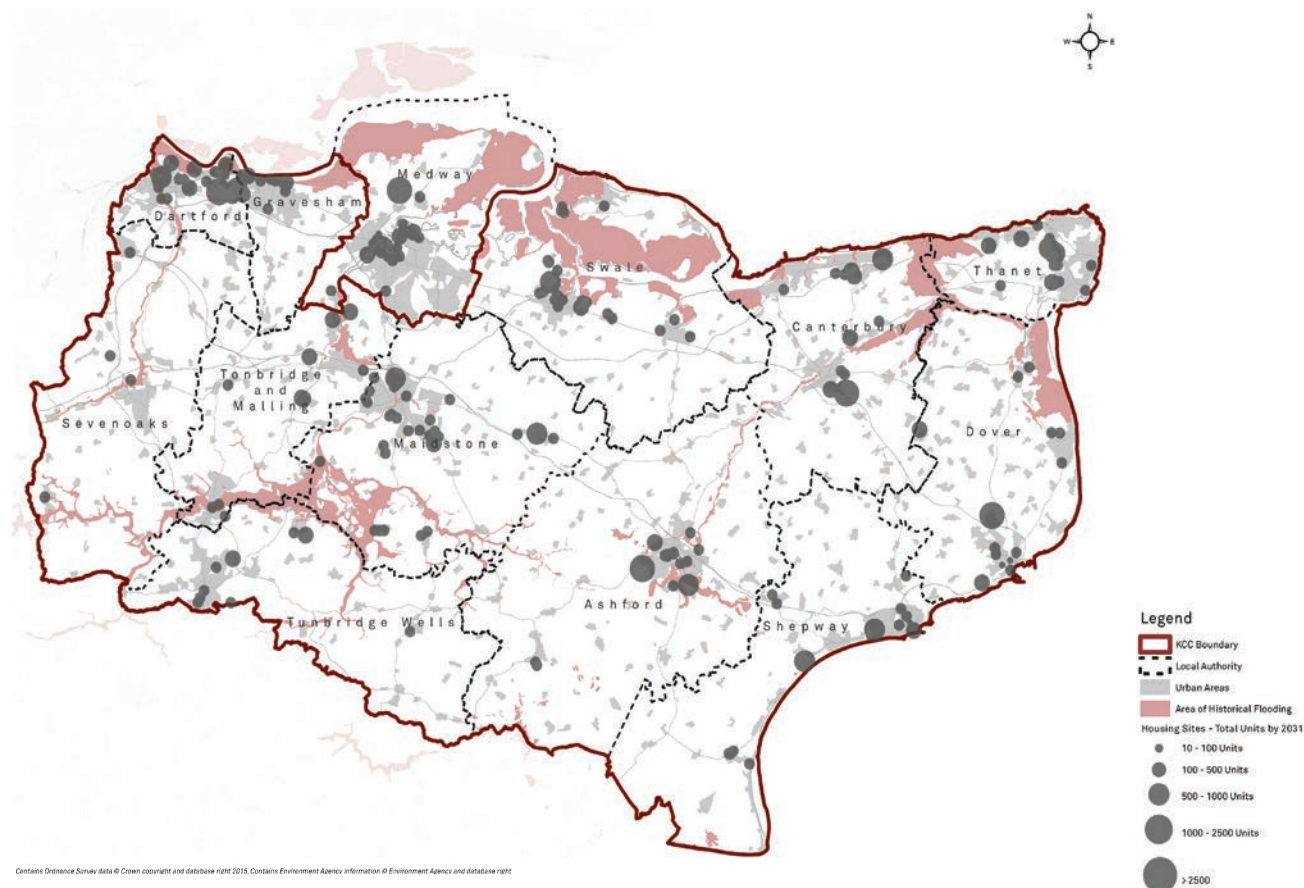 N
W E
S
Medway
Dartford
Gravesham
Swale
Thanet
Canterbury
Tonbridge
and
Malling
Sevenoaks
Maidstone
Dover
Ashford
Tunbridge Wells
Shepway
Legend
KCC Boundary
Local Authority
Urban Areas
Area of Historical Flooding
Housing Sites - Total Units by 2031
10 - 100 Units
100 - 500 Units
500 - 1000 Units
1000 - 2500 Units
>2500
Contains Ordnance Survey data © Crown copyright and database right 2015, Contains Environment Agency information © Environment Agency and database right